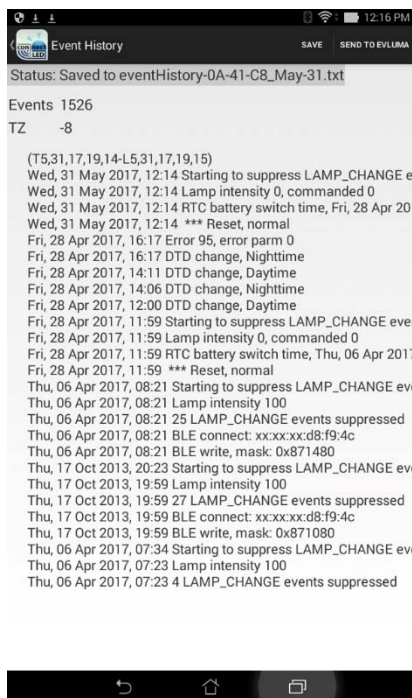 12:16 PM
connect LED
Event History
SAVE
SEND TO EVLUMA
Status: Saved to eventHistory-0A-41-C8_May-31.txt
Events 1526
TZ -8
(T5,31,17,19,14-L5,31,17,19,15)
Wed, 31 May 2017, 12:14 Starting to suppress LAMP_CHANGE e
Wed, 31 May 2017, 12:14 Lamp intensity 0, commanded 0
Wed, 31 May 2017, 12:14 RTC battery switch time, Fri, 28 Apr 20
Wed, 31 May 2017, 12:14 *** Reset, normal
Fri, 28 Apr 2017, 16:17 Error 95, error parm 0
Fri, 28 Apr 2017, 16:17 DTD change, Nighttime
Fri, 28 Apr 2017, 14:11 DTD change, Daytime
Fri, 28 Apr 2017, 14:06 DTD change, Nighttime
Fri, 28 Apr 2017, 12:00 DTD change, Daytime
Fri, 28 Apr 2017, 11:59 Starting to suppress LAMP_CHANGE eve
Fri, 28 Apr 2017, 11:59 Lamp intensity 0, commanded 0
Fri, 28 Apr 2017, 11:59 RTC battery switch time, Thu, 06 Apr 2017
Fri, 28 Apr 2017, 11:59 *** Reset, normal
Thu, 06 Apr 2017, 08:21 Starting to suppress LAMP_CHANGE eve
Thu, 06 Apr 2017, 08:21 Lamp intensity 100
Thu, 06 Apr 2017, 08:21 25 LAMP_CHANGE events suppressed
Thu, 06 Apr 2017, 08:21 BLE connect: xx:xx:xx:d8:f9:4c
Thu, 06 Apr 2017, 08:21 BLE write, mask: 0x871480
Thu, 17 Oct 2013, 20:23 Starting to suppress LAMP_CHANGE eve
Thu, 17 Oct 2013, 19:59 Lamp intensity 100
Thu, 17 Oct 2013, 19:59 27 LAMP_CHANGE events suppressed
Thu, 17 Oct 2013, 19:59 BLE connect: xx:xx:xx:d8:f9:4c
Thu, 17 Oct 2013, 19:59 BLE write, mask: 0x871080
Thu, 06 Apr 2017, 07:34 Starting to suppress LAMP_CHANGE eve
Thu, 06 Apr 2017, 07:23 Lamp intensity 100
Thu, 06 Apr 2017, 07:23 4 LAMP_CHANGE events suppressed